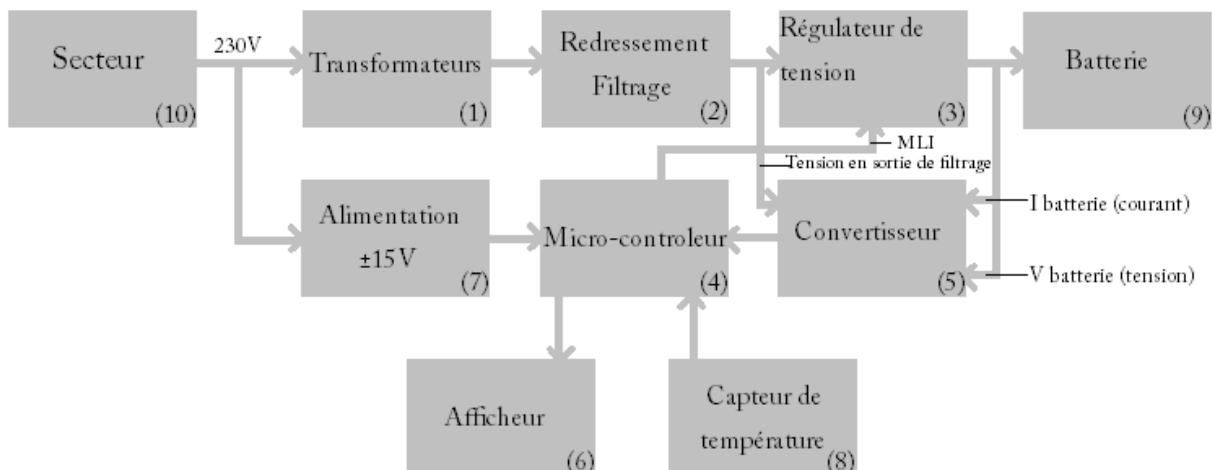 Secteur
(10)
230V
Transformateurs
(1)
Redressement
Filtrage
(2)
Régulateur de
tension
(3)
Batterie
(9)
MLI
Tension en sortie de filtrage
Alimentation
±15V
(7)
Micro-controleur
(4)
Convertisseur
(5)
I batterie (courant)
V batterie (tension)
Afficheur
(6)
Capteur de
température
(8)